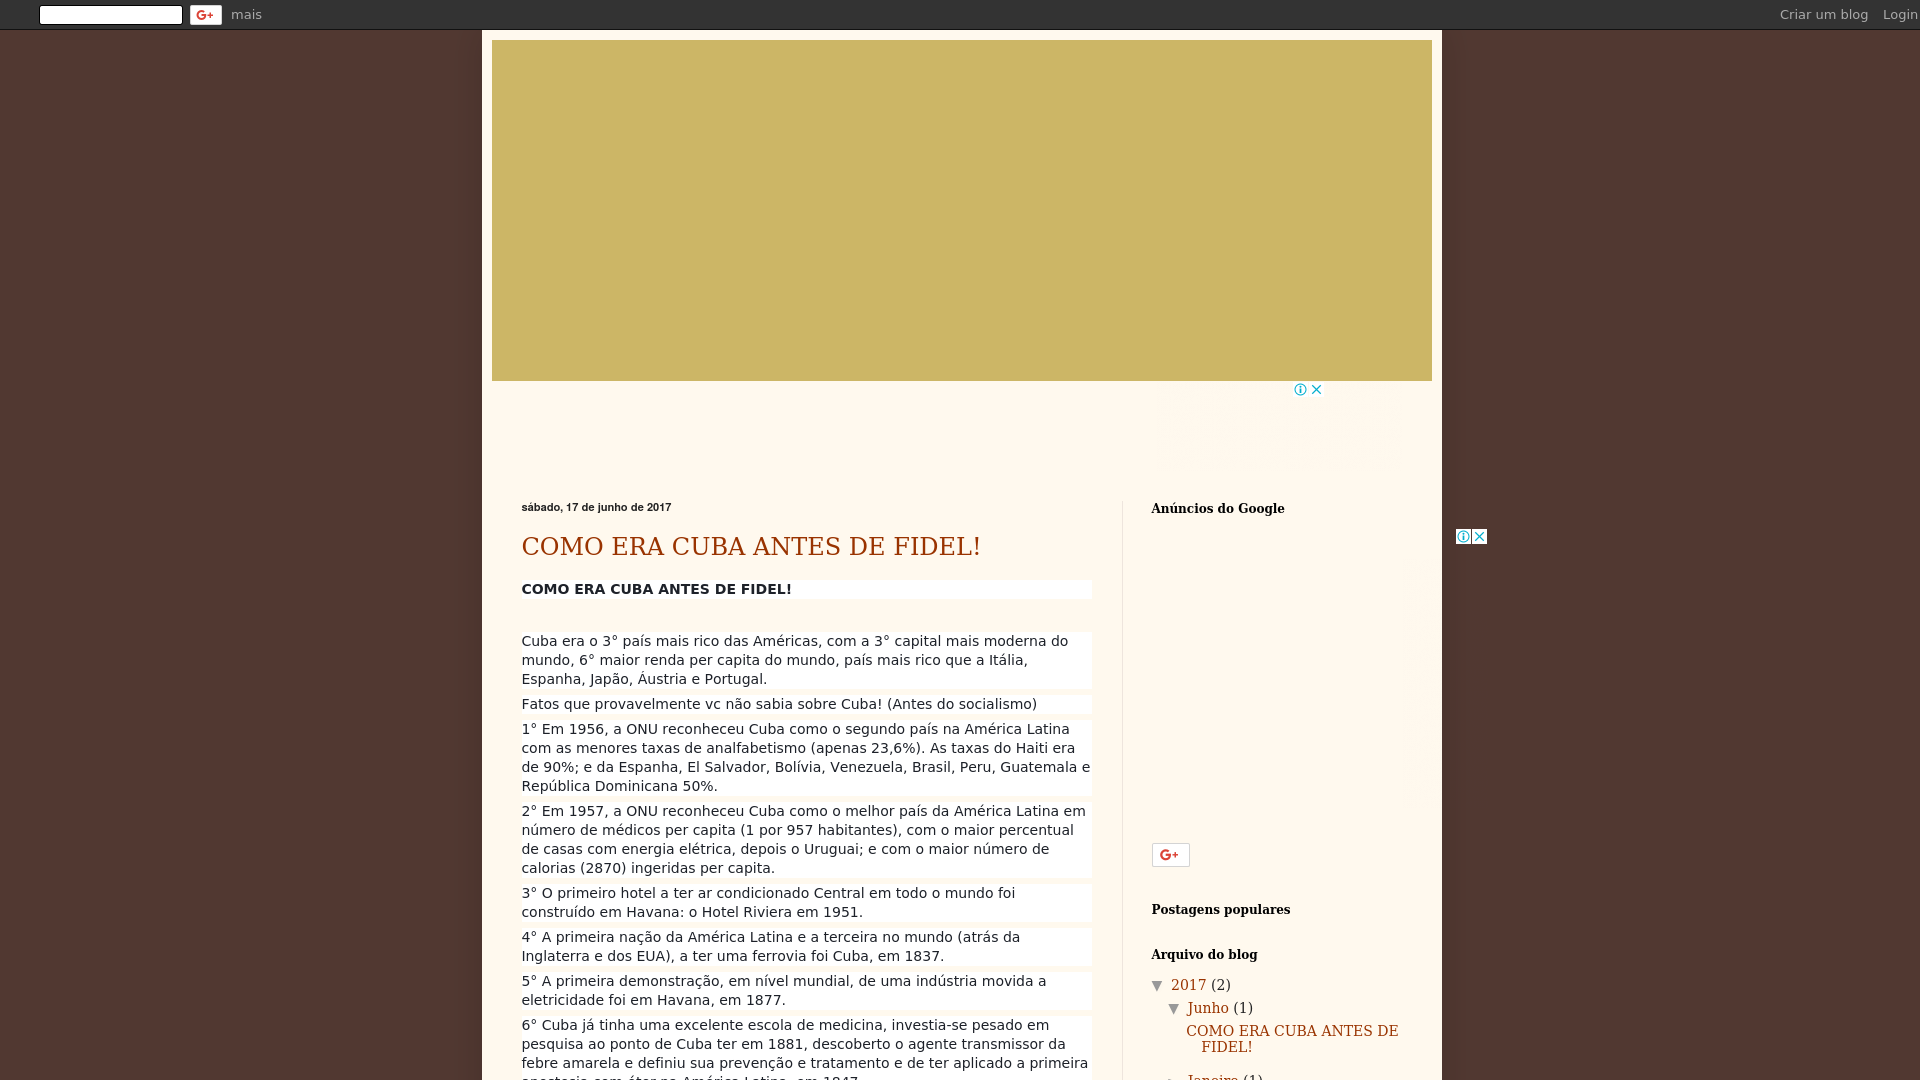 mais
Criar um blog Login
sábado, 17 de junho de 2017
COMO ERA CUBA ANTES DE FIDEL!
COMO ERA CUBA ANTES DE FIDEL!
Cuba era o 3° país mais rico das Américas, com a 3° capital mais moderna do
mundo, 6° maior renda per capita do mundo, país mais rico que a Itália,
Espanha, Japão, Áustria e Portugal.
Fatos que provavelmente vc não sabia sobre Cuba! (Antes do socialismo)
1° Em 1956, a ONU reconheceu Cuba como o segundo país na América Latina
com as menores taxas de analfabetismo (apenas 23,6%). As taxas do Haiti era
de 90%; e da Espanha, El Salvador, Bolívia, Venezuela, Brasil, Peru, Guatemala e
República Dominicana 50%.
2° Em 1957, a ONU reconheceu Cuba como o melhor país da América Latina em
número de médicos per capita (1 por 957 habitantes), com o maior percentual
de casas com energia elétrica, depois o Uruguai; e com o maior número de
calorias (2870) ingeridas per capita.
3° O primeiro hotel a ter ar condicionado Central em todo o mundo foi
construído em Havana: o Hotel Riviera em 1951.
4° A primeira nação da América Latina e a terceira no mundo (atrás da
Inglaterra e dos EUA), a ter uma ferrovia foi Cuba, em 1837.
5° A primeira demonstração, em nível mundial, de uma indústria movida a
eletricidade foi em Havana, em 1877.
6° Cuba já tinha uma excelente escola de medicina, investia-se pesado em
pesquisa ao ponto de Cuba ter em 1881, descoberto o agente transmissor da
febre amarela e definiu sua prevenção e tratamento e de ter aplicado a primeira
Anúncios do Google
G+
Postagens populares
Arquivo do blog
▼ 2017 (2)
▼ Junho (1)
COMO ERA CUBA ANTES DE
FIDEL!
Janeiro (1)